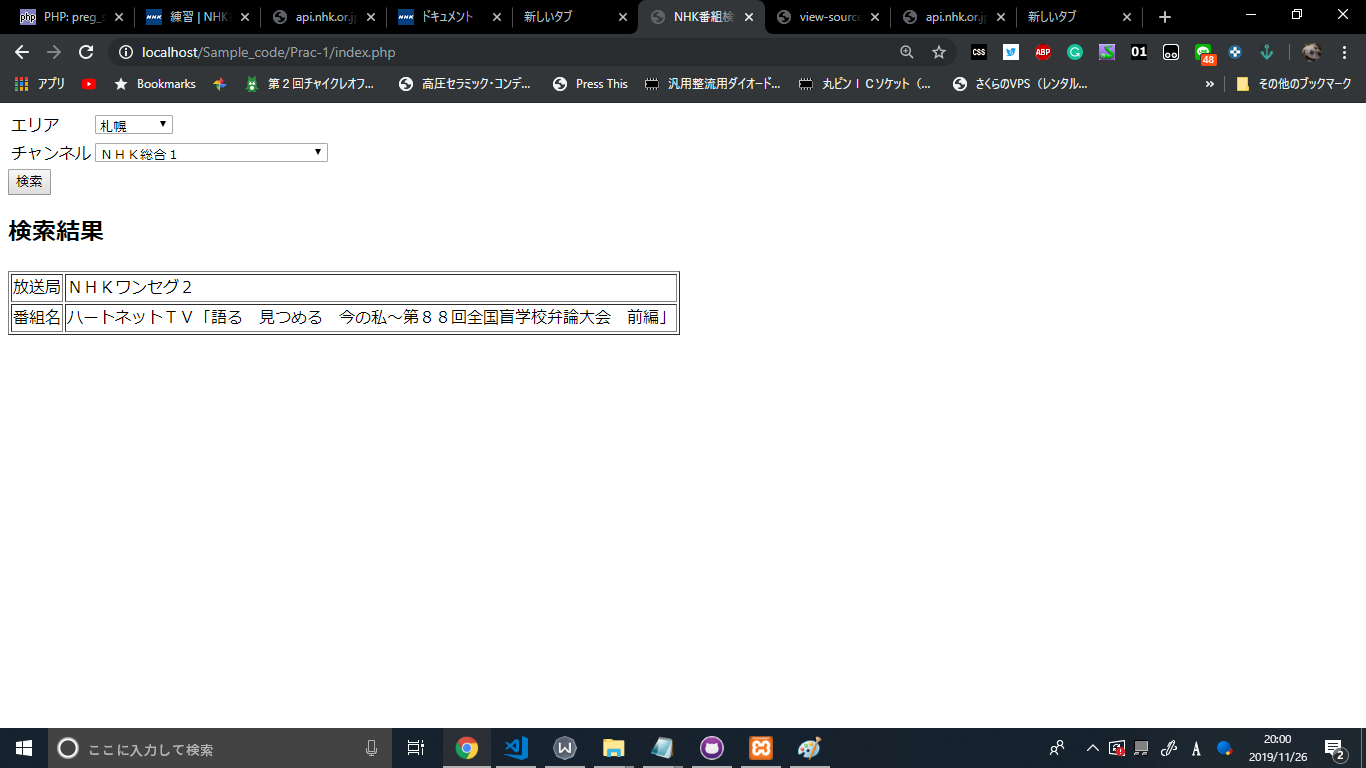 PHP: preg_s
練習 | NHK
api.nhk.or.jp
ドキュメント
新しいタブ
NHK番組検
view-source
api.nhk.or.jp
新しいタブ
localhost/Sample_code/Prac-1/index.php
CSS
ABP
01
48
アプリ
Bookmarks
第２回チャイクレオフ...
高圧セラミック・コンデ...
Press This
汎用整流用ダイオード...
丸ピンＩＣソケット（...
さくらのVPS（レンタル...
»
その他のブックマーク
エリア 札幌
チャンネル ＮＨＫ総合１
検索
検索結果
放送局 ＮＨＫワンセグ２
番組名 ハートネットＴＶ「語る　見つめる　今の私～第８８回全国盲学校弁論大会　前編」
ここに入力して検索
A
20:00
2019/11/26
2